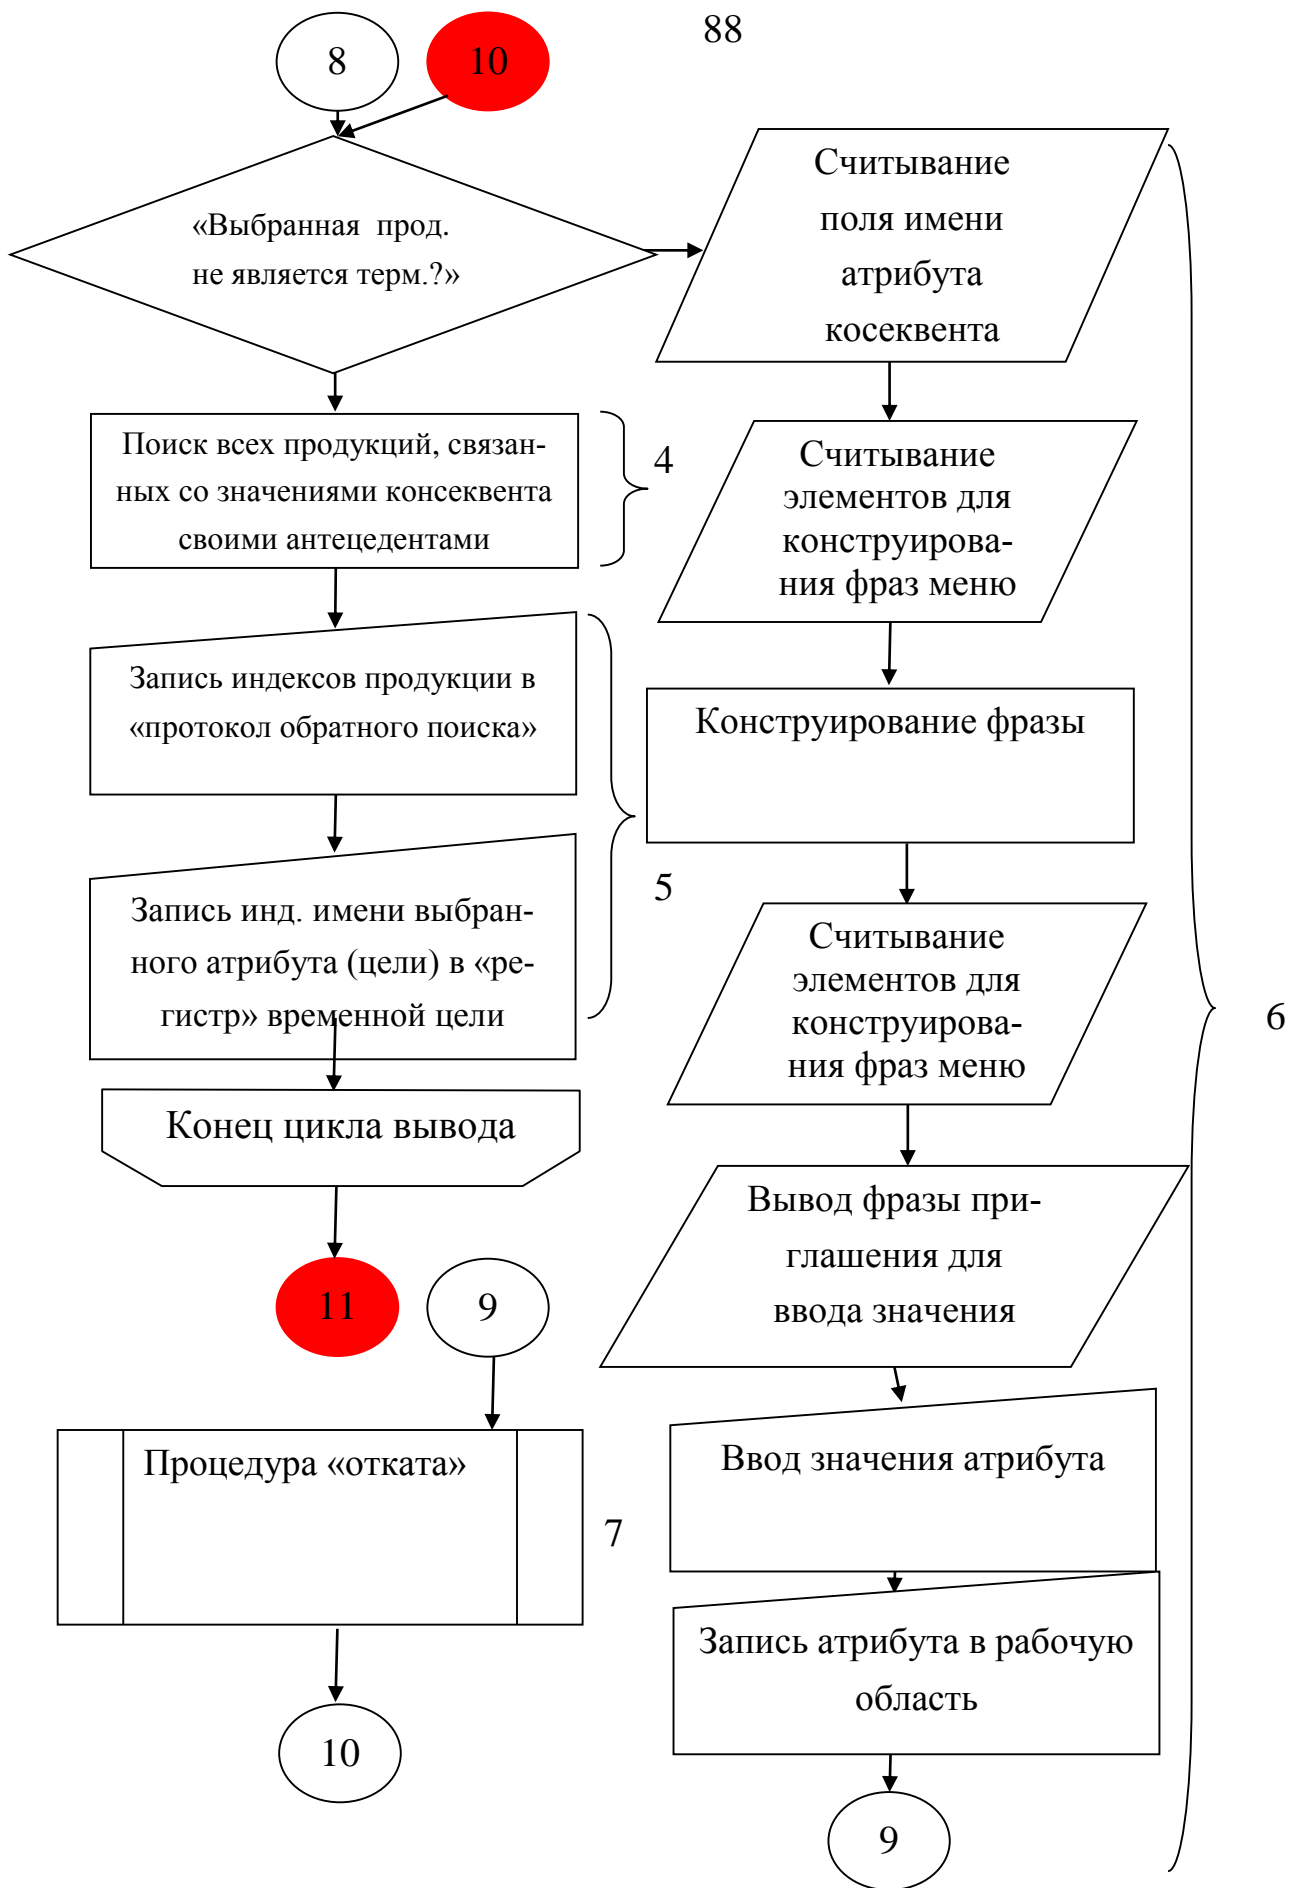 88
8
10
«Выбранная прод.
не является терм.?»
Поиск всех продукций, связан-
ных со значениями консеквента
своими антецедентами
4
Запись индексов продукции в
«протокол обратного поиска»
Запись инд. имени выбран-
ного атрибута (цели) в «ре-
гистр» временной цели
5
Конец цикла вывода
11
9
Процедура «отката»
7
10
Считывание
поля имени
атрибута
косеквента
Считывание
элементов для
конструирова-
ния фраз меню
Конструирование фразы
Считывание
элементов для
конструирова-
ния фраз меню
Вывод фразы при-
глашения для
ввода значения
Ввод значения атрибута
Запись атрибута в рабочую
область
9
6